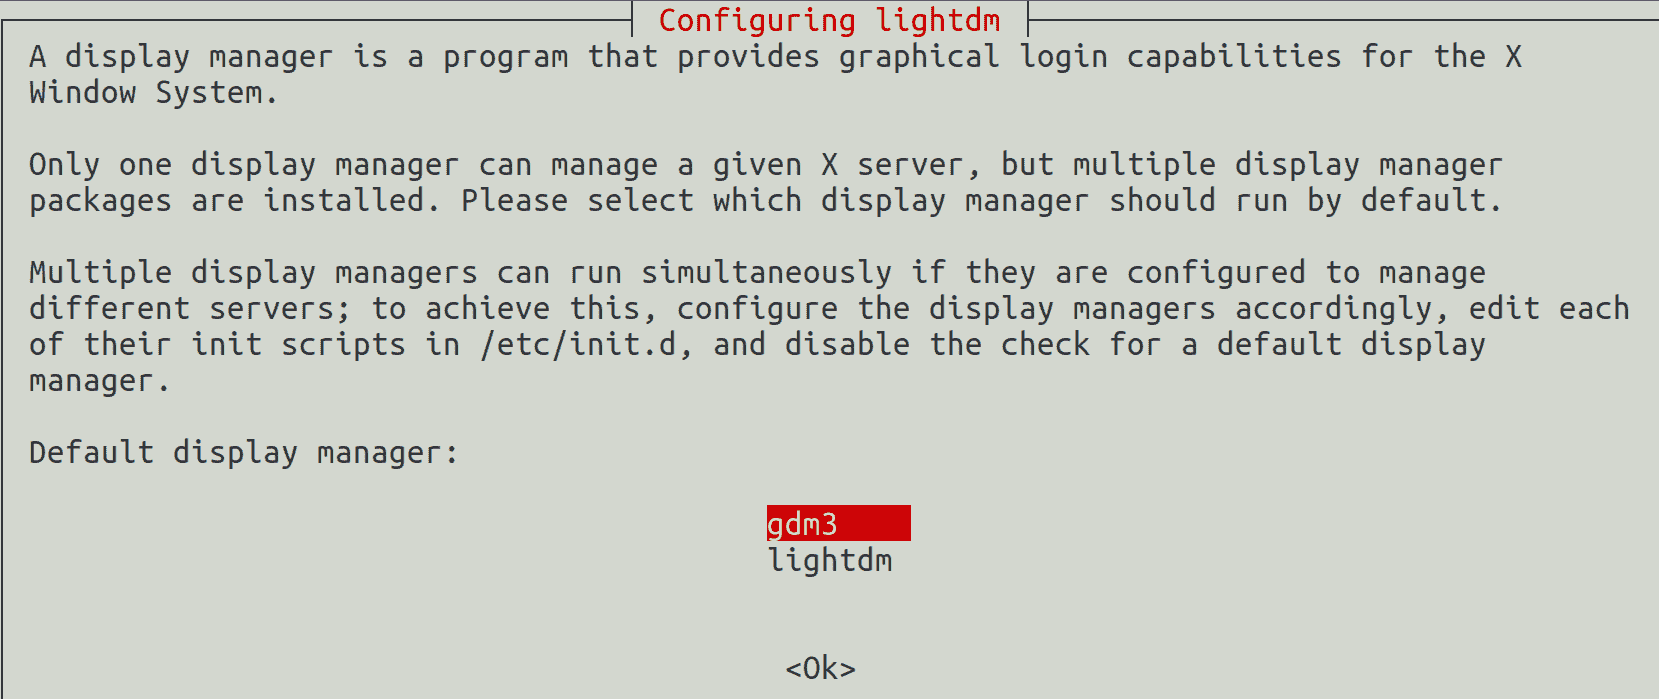 Configuring lightdm
A display manager is a program that provides graphical login capabilities for the X
Window System.
Only one display manager can manage a given X server, but multiple display manager
packages are installed. Please select which display manager should run by default.
Multiple display managers can run simultaneously if they are configured to manage
different servers; to achieve this, configure the display managers accordingly, edit each
of their init scripts in /etc/init.d, and disable the check for a default display
manager.
Default display manager:
gdm3
lightdm
<Ok>